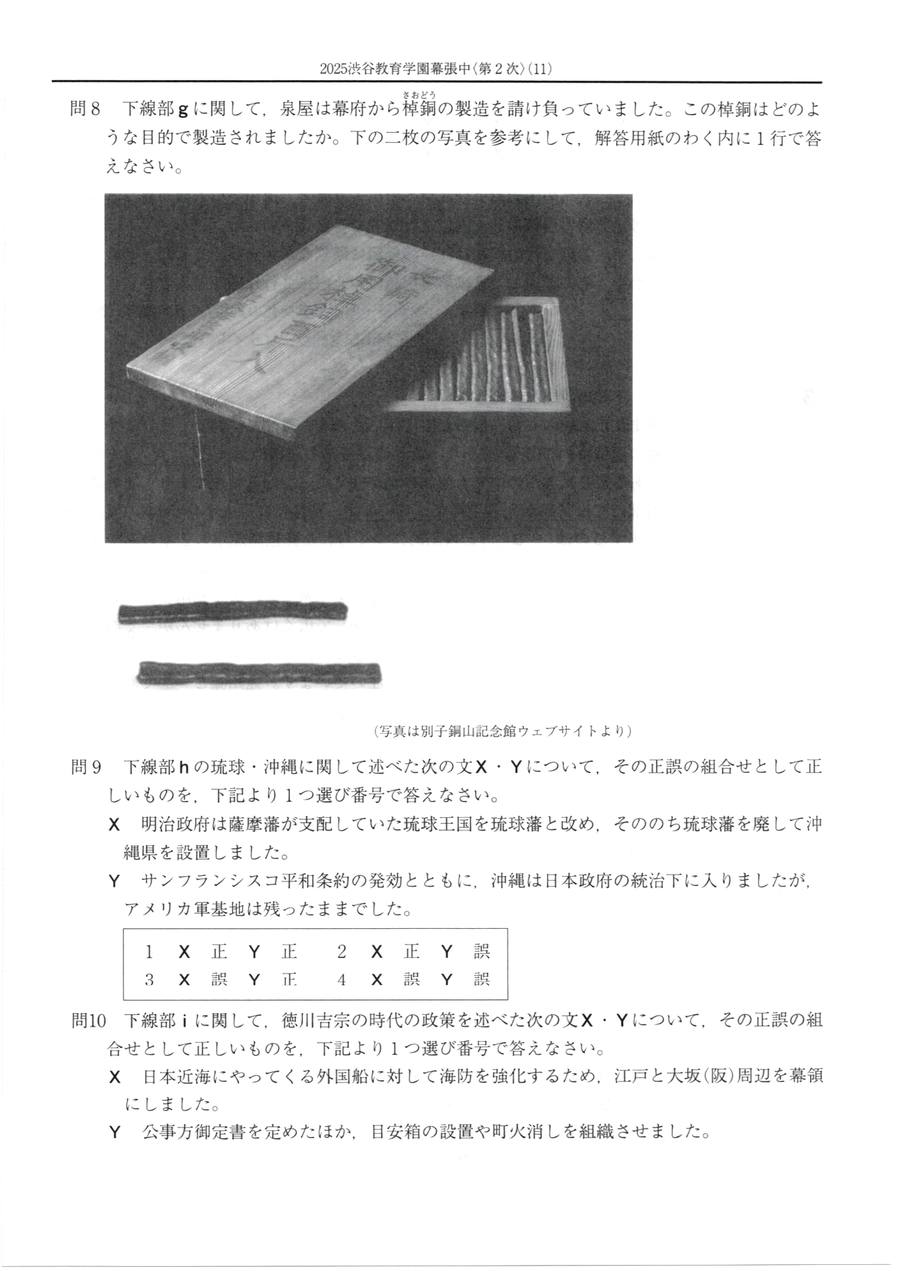 2025渋谷教育学園幕張中〈第2次〉(11)
問8 下線部gに関して，泉屋は幕府から棹銅の製造を請け負っていました。この棹銅はどのよ
さおどう
うな目的で製造されましたか。下の二枚の写真を参考にして，解答用紙のわく内に1行で答
えなさい。
(写真は別子銅山記念館ウェブサイトより)
問9 下線部hの琉球・沖縄に関して述べた次の文X・Yについて，その正誤の組合せとして正
しいものを，下記より1つ選び番号で答えなさい。
X 明治政府は薩摩藩が支配していた琉球王国を琉球藩と改め，そののち琉球藩を廃して沖
縄県を設置しました。
Y サンフランシスコ平和条約の発効とともに，沖縄は日本政府の統治下に入りましたが，
アメリカ軍基地は残ったままでした。
1 X 正 Y 正 2 X 正 Y 誤
3 X 誤 Y 正 4 X 誤 Y 誤
問10 下線部iに関して，徳川吉宗の時代の政策を述べた次の文X・Yについて，その正誤の組
合せとして正しいものを，下記より1つ選び番号で答えなさい。
X 日本近海にやってくる外国船に対して海防を強化するため，江戸と大坂(阪)周辺を幕領
にしました。
Y 公事方御定書を定めたほか，目安箱の設置や町火消しを組織させました。